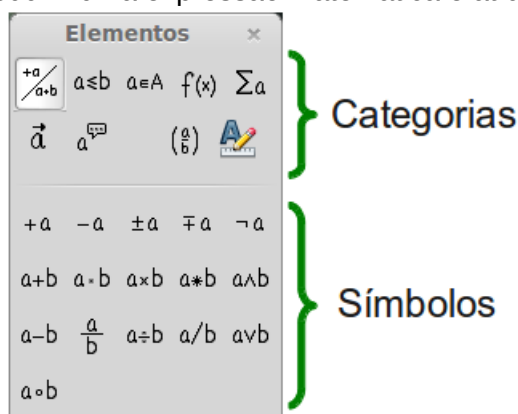 Elementos ×
+a/a+b a≤b a∈A f(x) Σa
Categorias
a⃗ a (a/b) A
+a −a ±a ∓a ¬a
a+b a·b a×b a∗b a∧b
Símbolos
a−b a/b a÷b a/b a∨b
a∘b